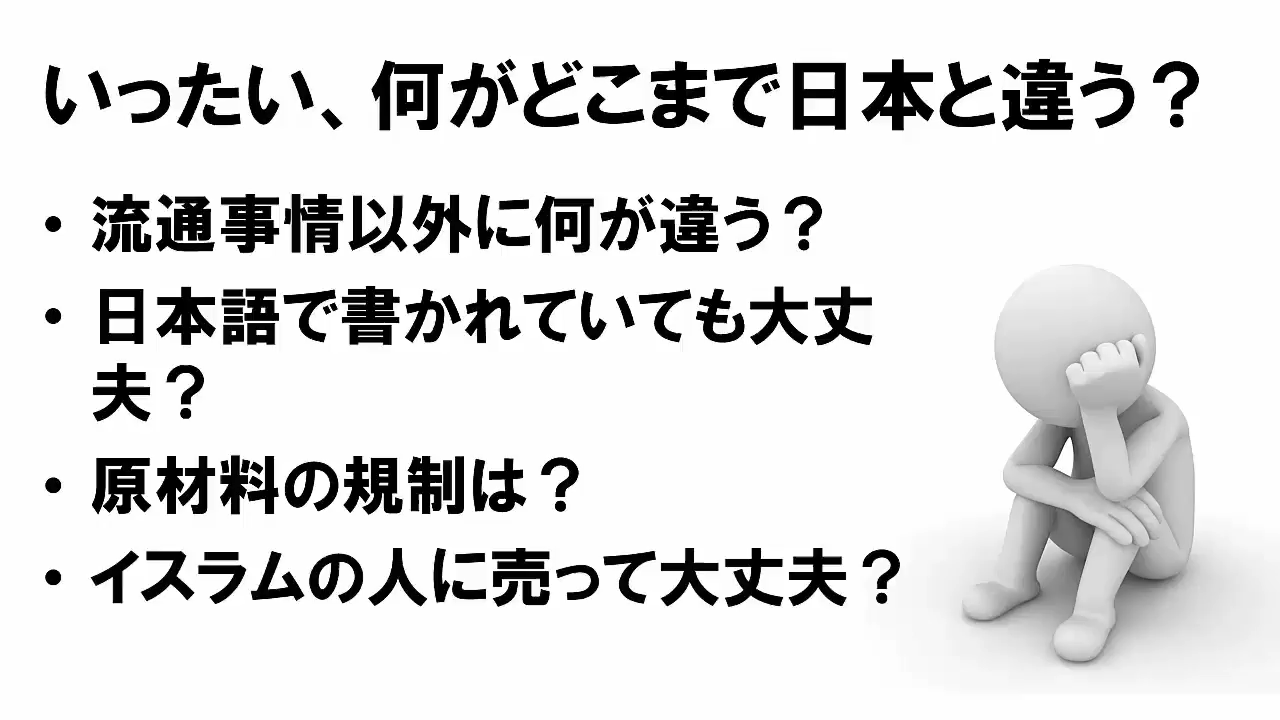 いったい、何がどこまで日本と違う？
• 流通事情以外に何が違う？
• 日本語で書かれていても大丈
夫？
• 原材料の規制は？
• イスラムの人に売って大丈夫？